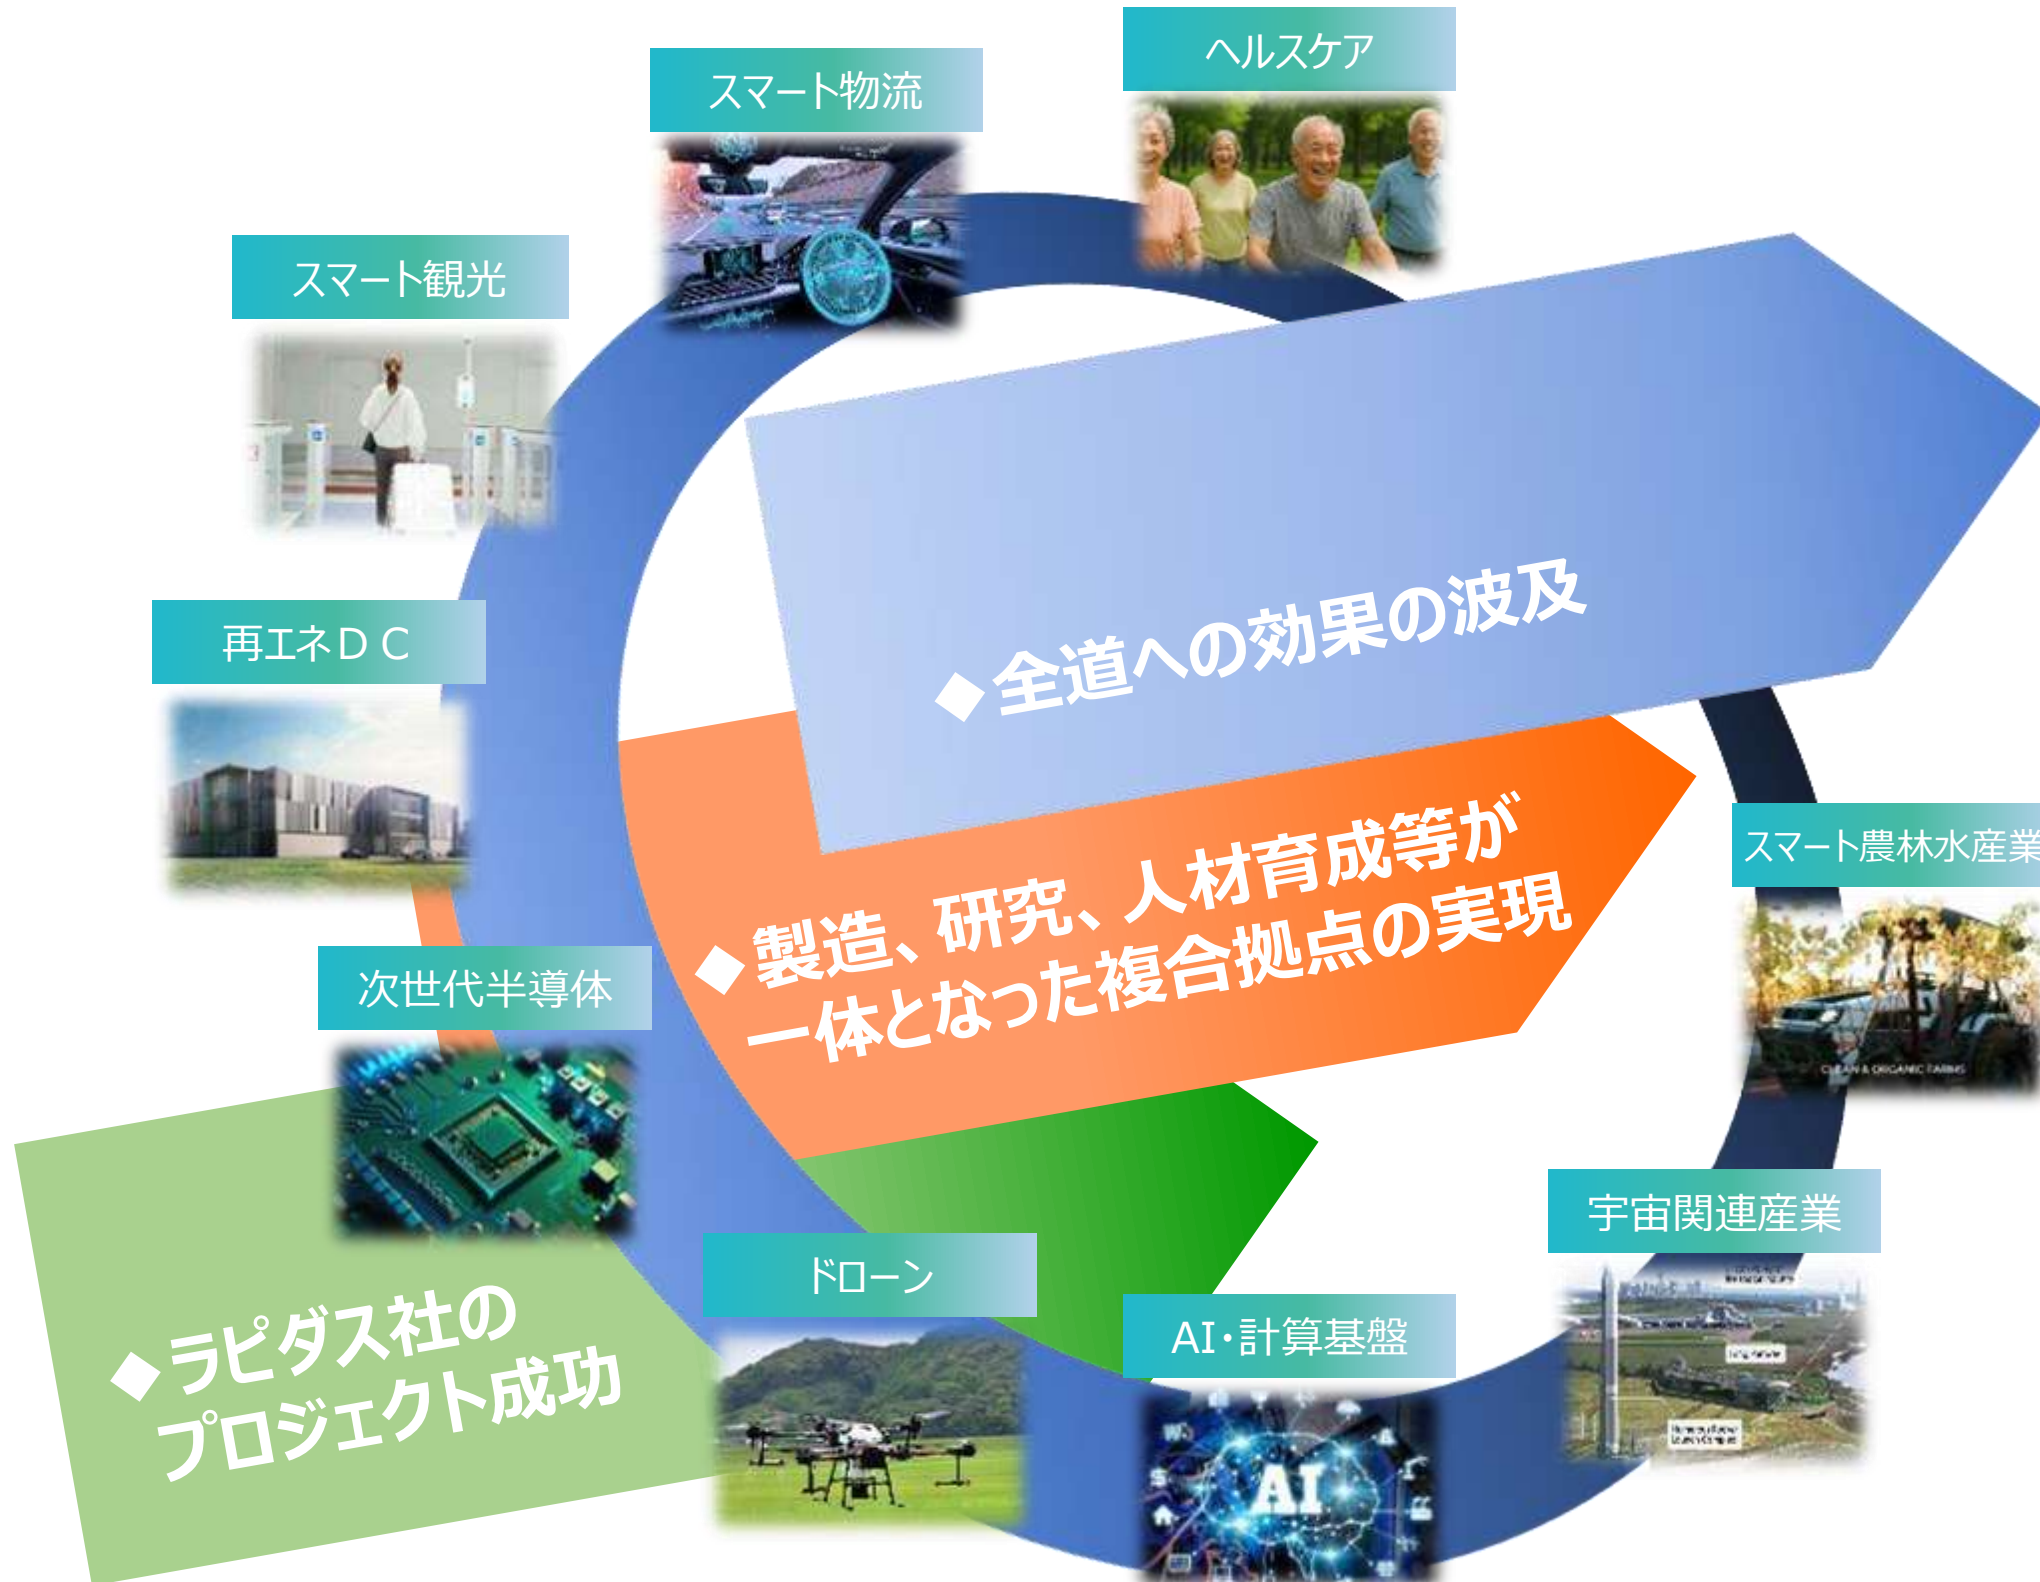 ヘルスケア
スマート物流
スマート観光
◆全道への効果の波及
再エネＤＣ
◆製造、研究、人材育成等が
一体となった複合拠点の実現
スマート農林水産業
CLEAN & ORGANIC FARMS
次世代半導体
宇宙関連産業
◆ラピダス社の
プロジェクト成功
ドローン
AI・計算基盤
AI